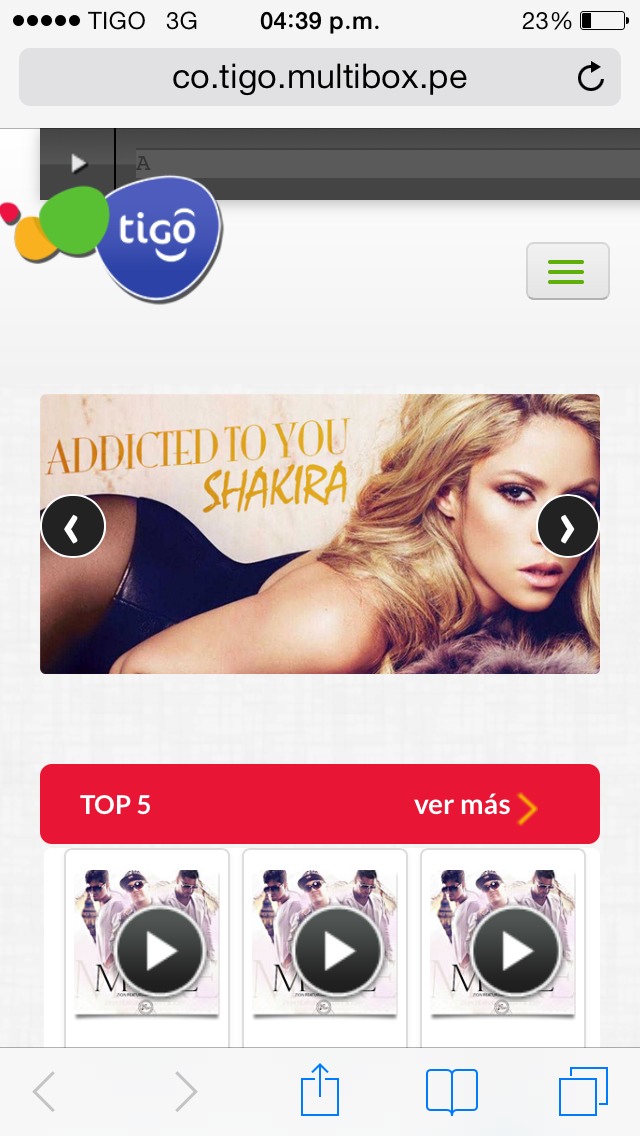 TIGO 3G 04:39 p.m. 23%
co.tigo.multibox.pe
A
tigo
ADDICTED TO YOU
SHAKIRA
TOP 5 ver más